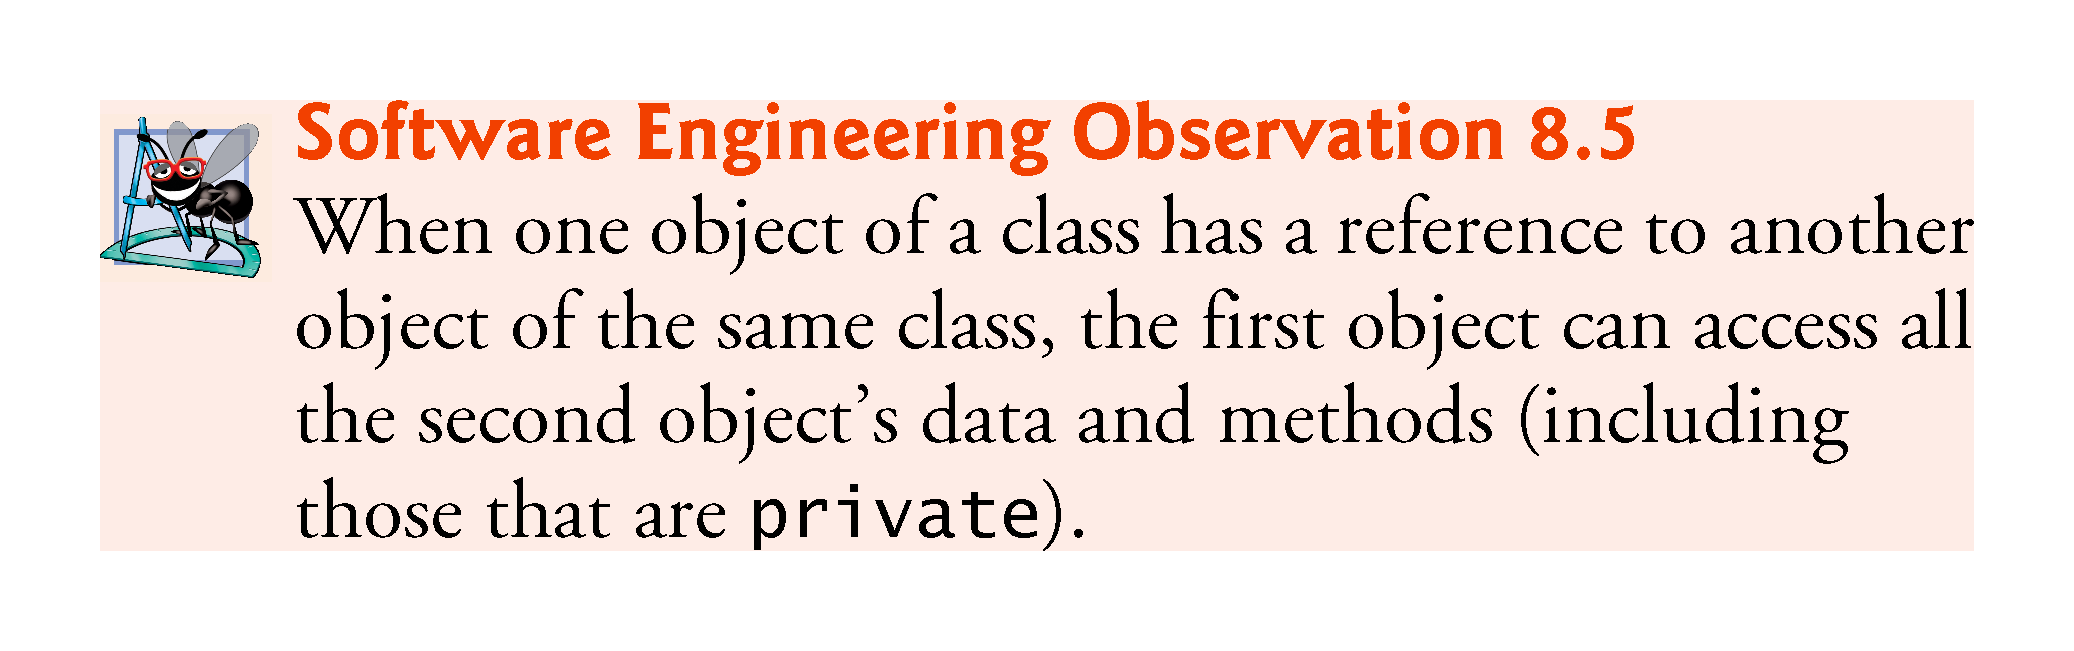 Software Engineering Observation 8.5
When one object of a class has a reference to another
object of the same class, the first object can access all
the second object’s data and methods (including
those that are private).